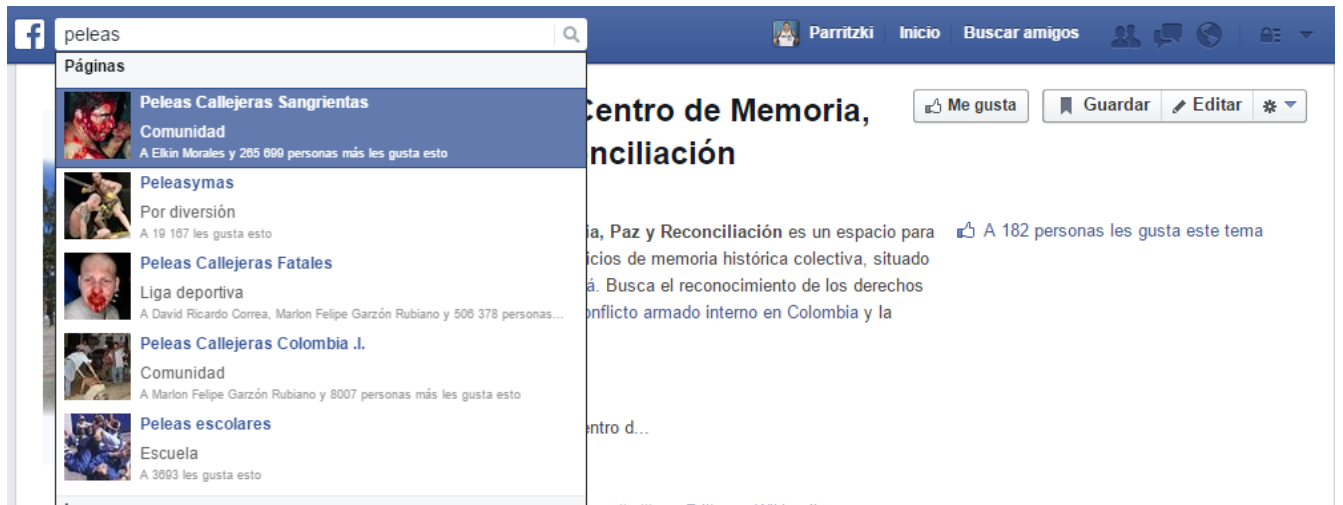 f
peleas
Parritzki
Inicio
Buscar amigos
Páginas
Peleas Callejeras Sangrientas
Comunidad
A Elkin Morales y 265 699 personas más les gusta esto
Peleasymas
Por diversión
A 19 167 les gusta esto
Peleas Callejeras Fatales
Liga deportiva
A David Ricardo Correa, Marlon Felipe Garzón Rubiano y 506 378 personas...
Peleas Callejeras Colombia .l.
Comunidad
A Marlon Felipe Garzón Rubiano y 8007 personas más les gusta esto
Peleas escolares
Escuela
A 3693 les gusta esto
Centro de Memoria,
nciliación
Me gusta
Guardar
Editar
ia, Paz y Reconciliación es un espacio para
icios de memoria histórica colectiva, situado
á. Busca el reconocimiento de los derechos
onflicto armado interno en Colombia y la
entro d...
A 182 personas les gusta este tema